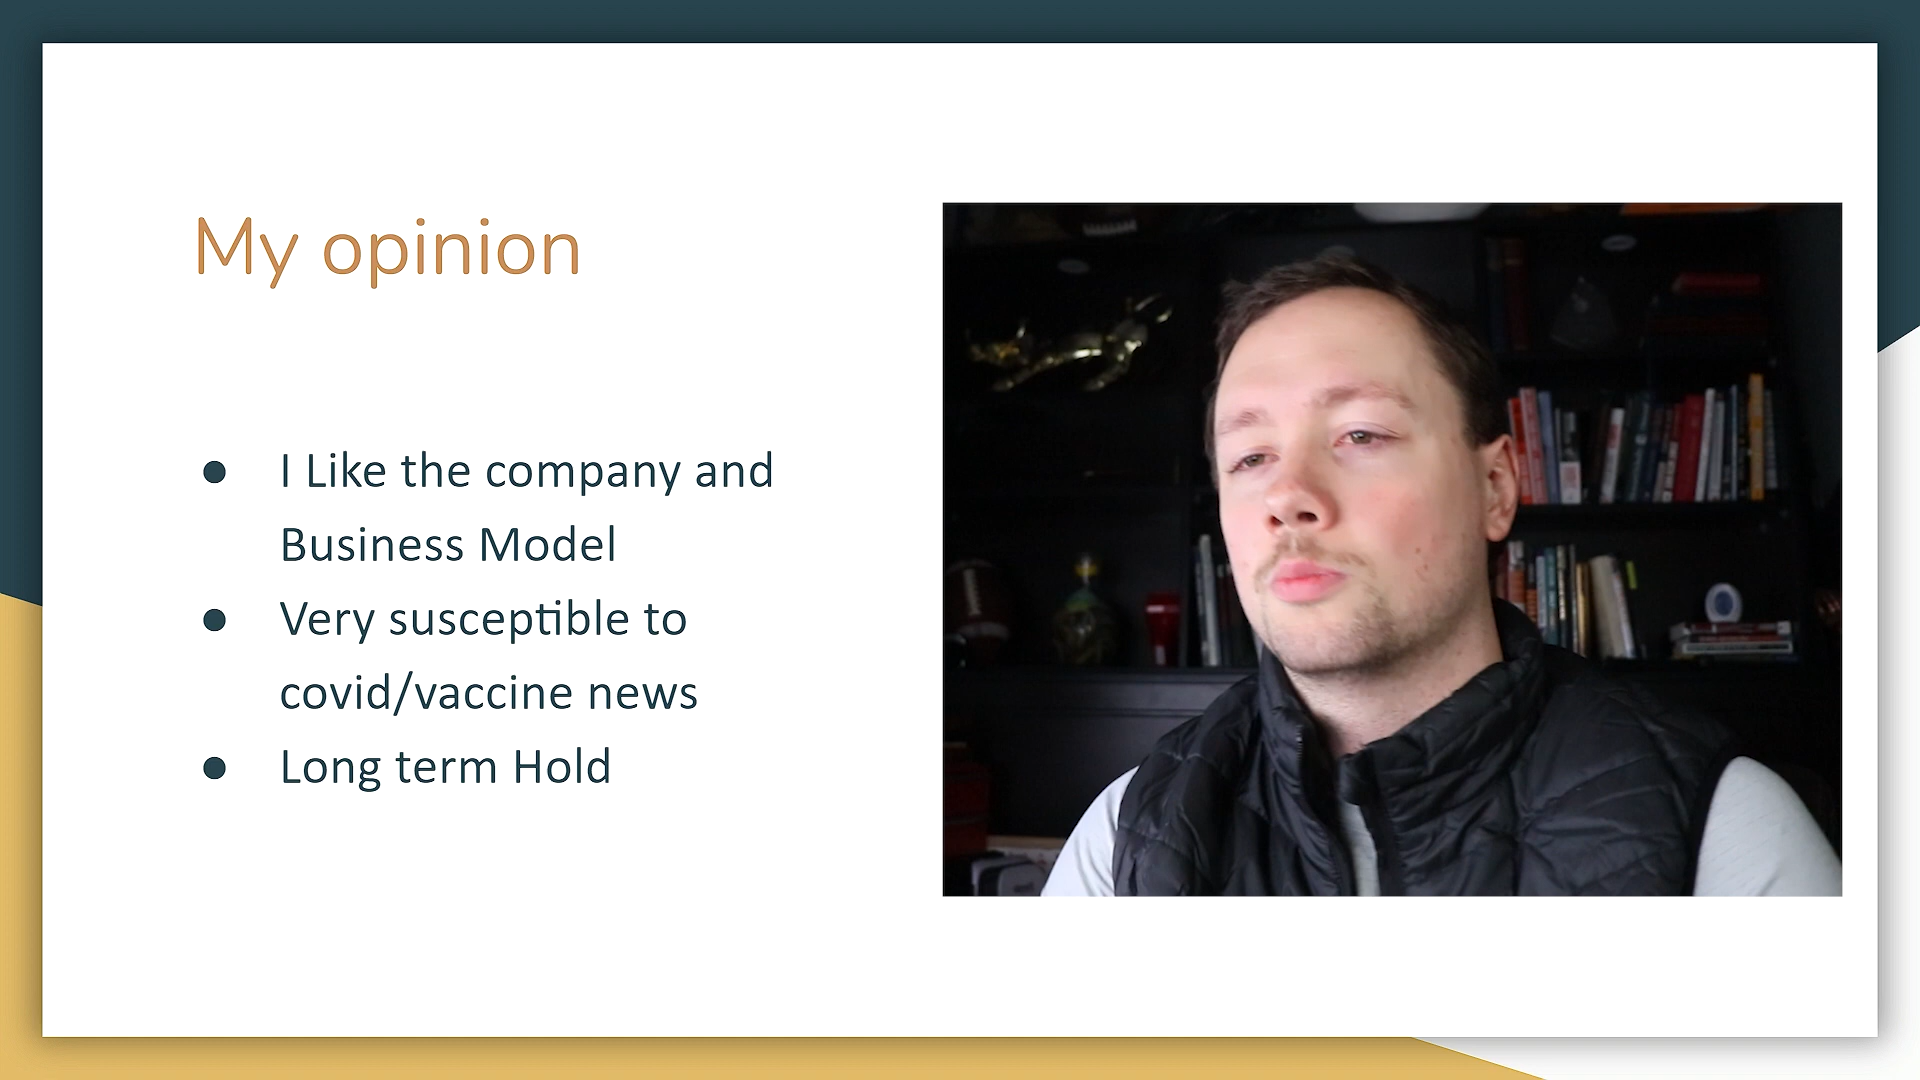 My opinion
● I Like the company and
Business Model
● Very susceptible to
covid/vaccine news
● Long term Hold